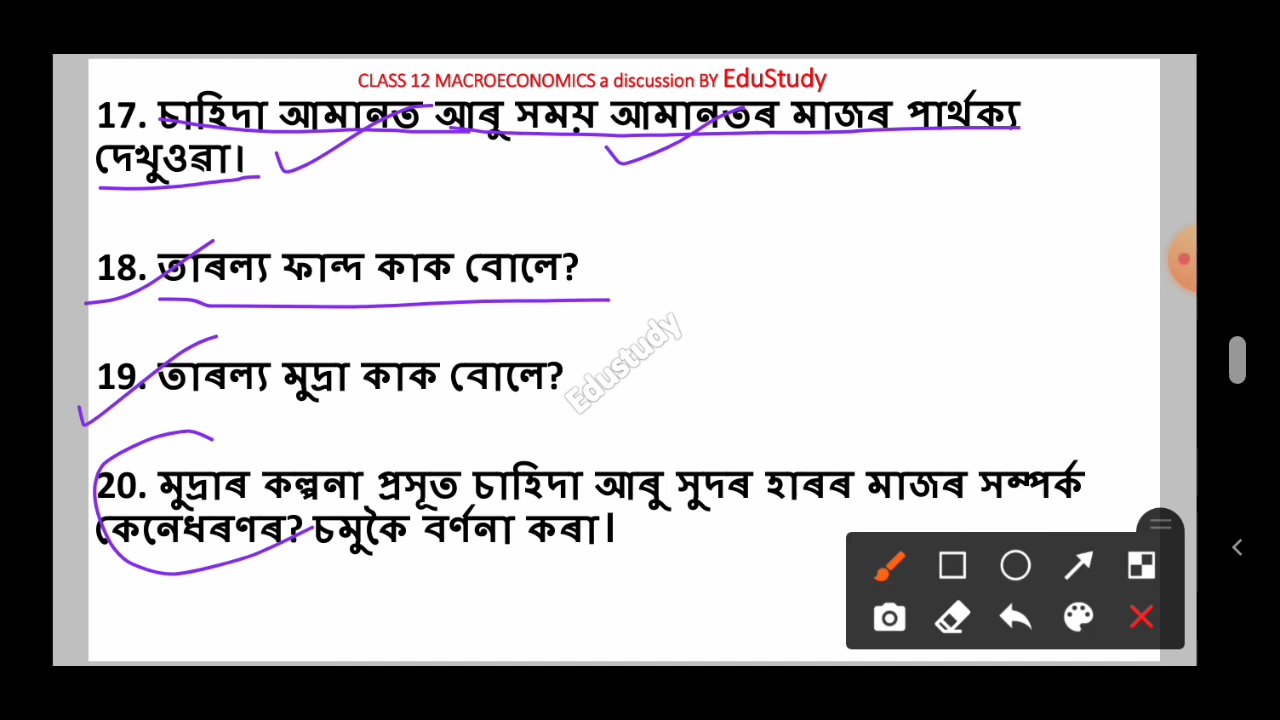 CLASS 12 MACROECONOMICS a discussion BY EduStudy
17. চাহিদা আমানত আৰু সময় আমানতৰ মাজৰ পাৰ্থক্য
দেখুওৱা।
18. তাৰল্য ফান্দ কাক বোলে?
19. তাৰল্য মুদ্ৰা কাক বোলে?
Edustudy
20. মুদ্ৰাৰ কল্পনা প্ৰসূত চাহিদা আৰু সুদৰ হাৰৰ মাজৰ সম্পৰ্ক
কেনেধৰণৰ? চমুকৈ বৰ্ণনা কৰা।